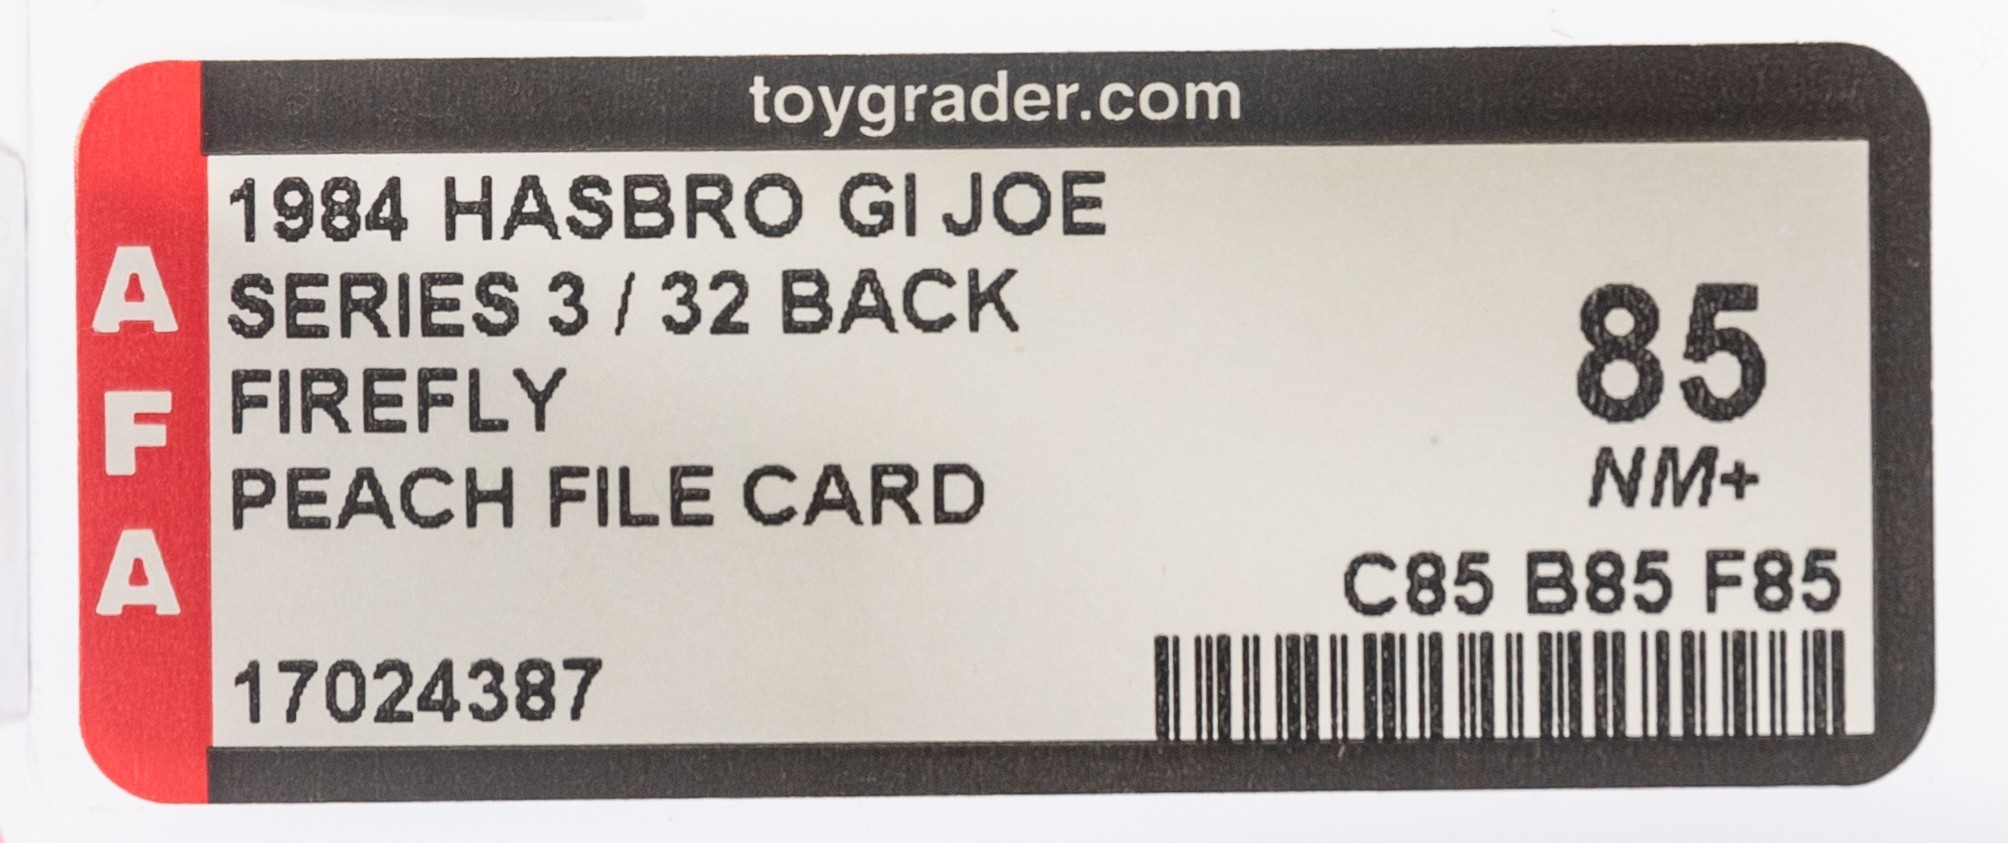 toygrader.com
AFA
1984 HASBRO GI JOE
SERIES 3 / 32 BACK
FIREFLY
PEACH FILE CARD
85
NM+
C85 B85 F85
17024387